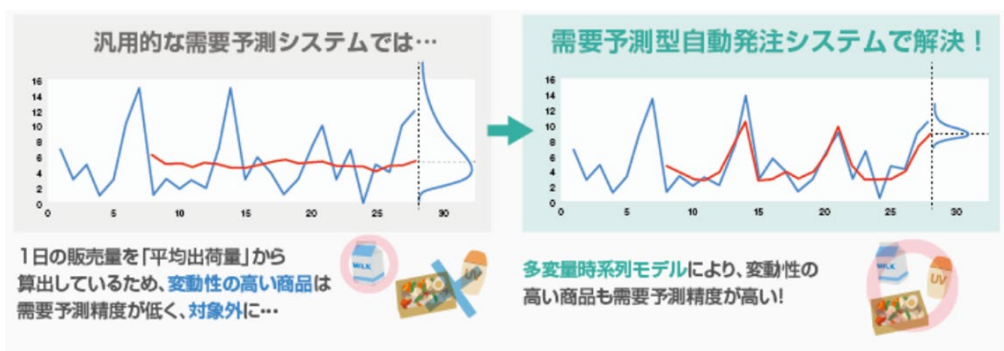 汎用的な需要予測システムでは…
需要予測型自動発注システムで解決！
16
14
12
10
8
6
4
2
0
0 5 10 15 20 25 30
16
14
12
10
8
6
4
2
0
0 5 10 15 20 25 30
1日の販売量を「平均出荷量」から
算出しているため、変動性の高い商品は
需要予測精度が低く、対象外に…
MILK
UV
多変量時系列モデルにより、変動性の
高い商品も需要予測精度が高い!
MILK
UV